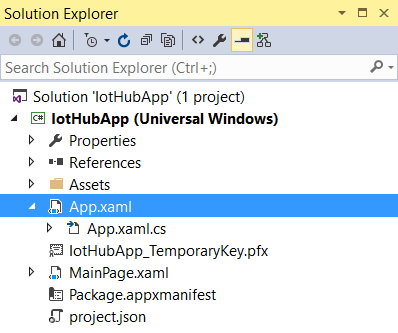 Solution Explorer
Search Solution Explorer (Ctrl+;)
Solution 'IotHubApp' (1 project)
C# IotHubApp (Universal Windows)
Properties
References
Assets
App.xaml
App.xaml.cs
IotHubApp_TemporaryKey.pfx
MainPage.xaml
Package.appxmanifest
project.json